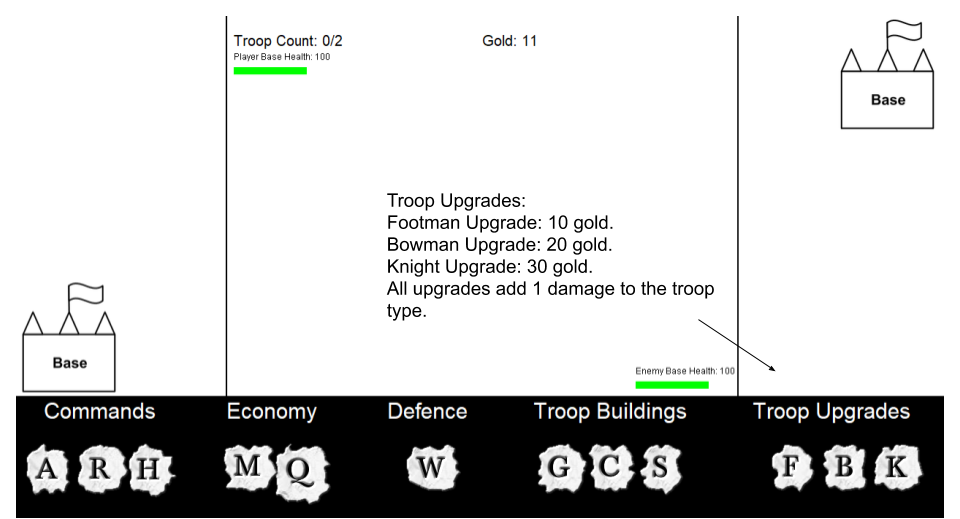 Troop Count: 0/2
Gold: 11
Player Base Health: 100
Base
Troop Upgrades:
Footman Upgrade: 10 gold.
Bowman Upgrade: 20 gold.
Knight Upgrade: 30 gold.
All upgrades add 1 damage to the troop
type.
Base
Enemy Base Health: 100
Commands
Economy
Defence
Troop Buildings
Troop Upgrades
A R H
M Q
W
G C S
F B K